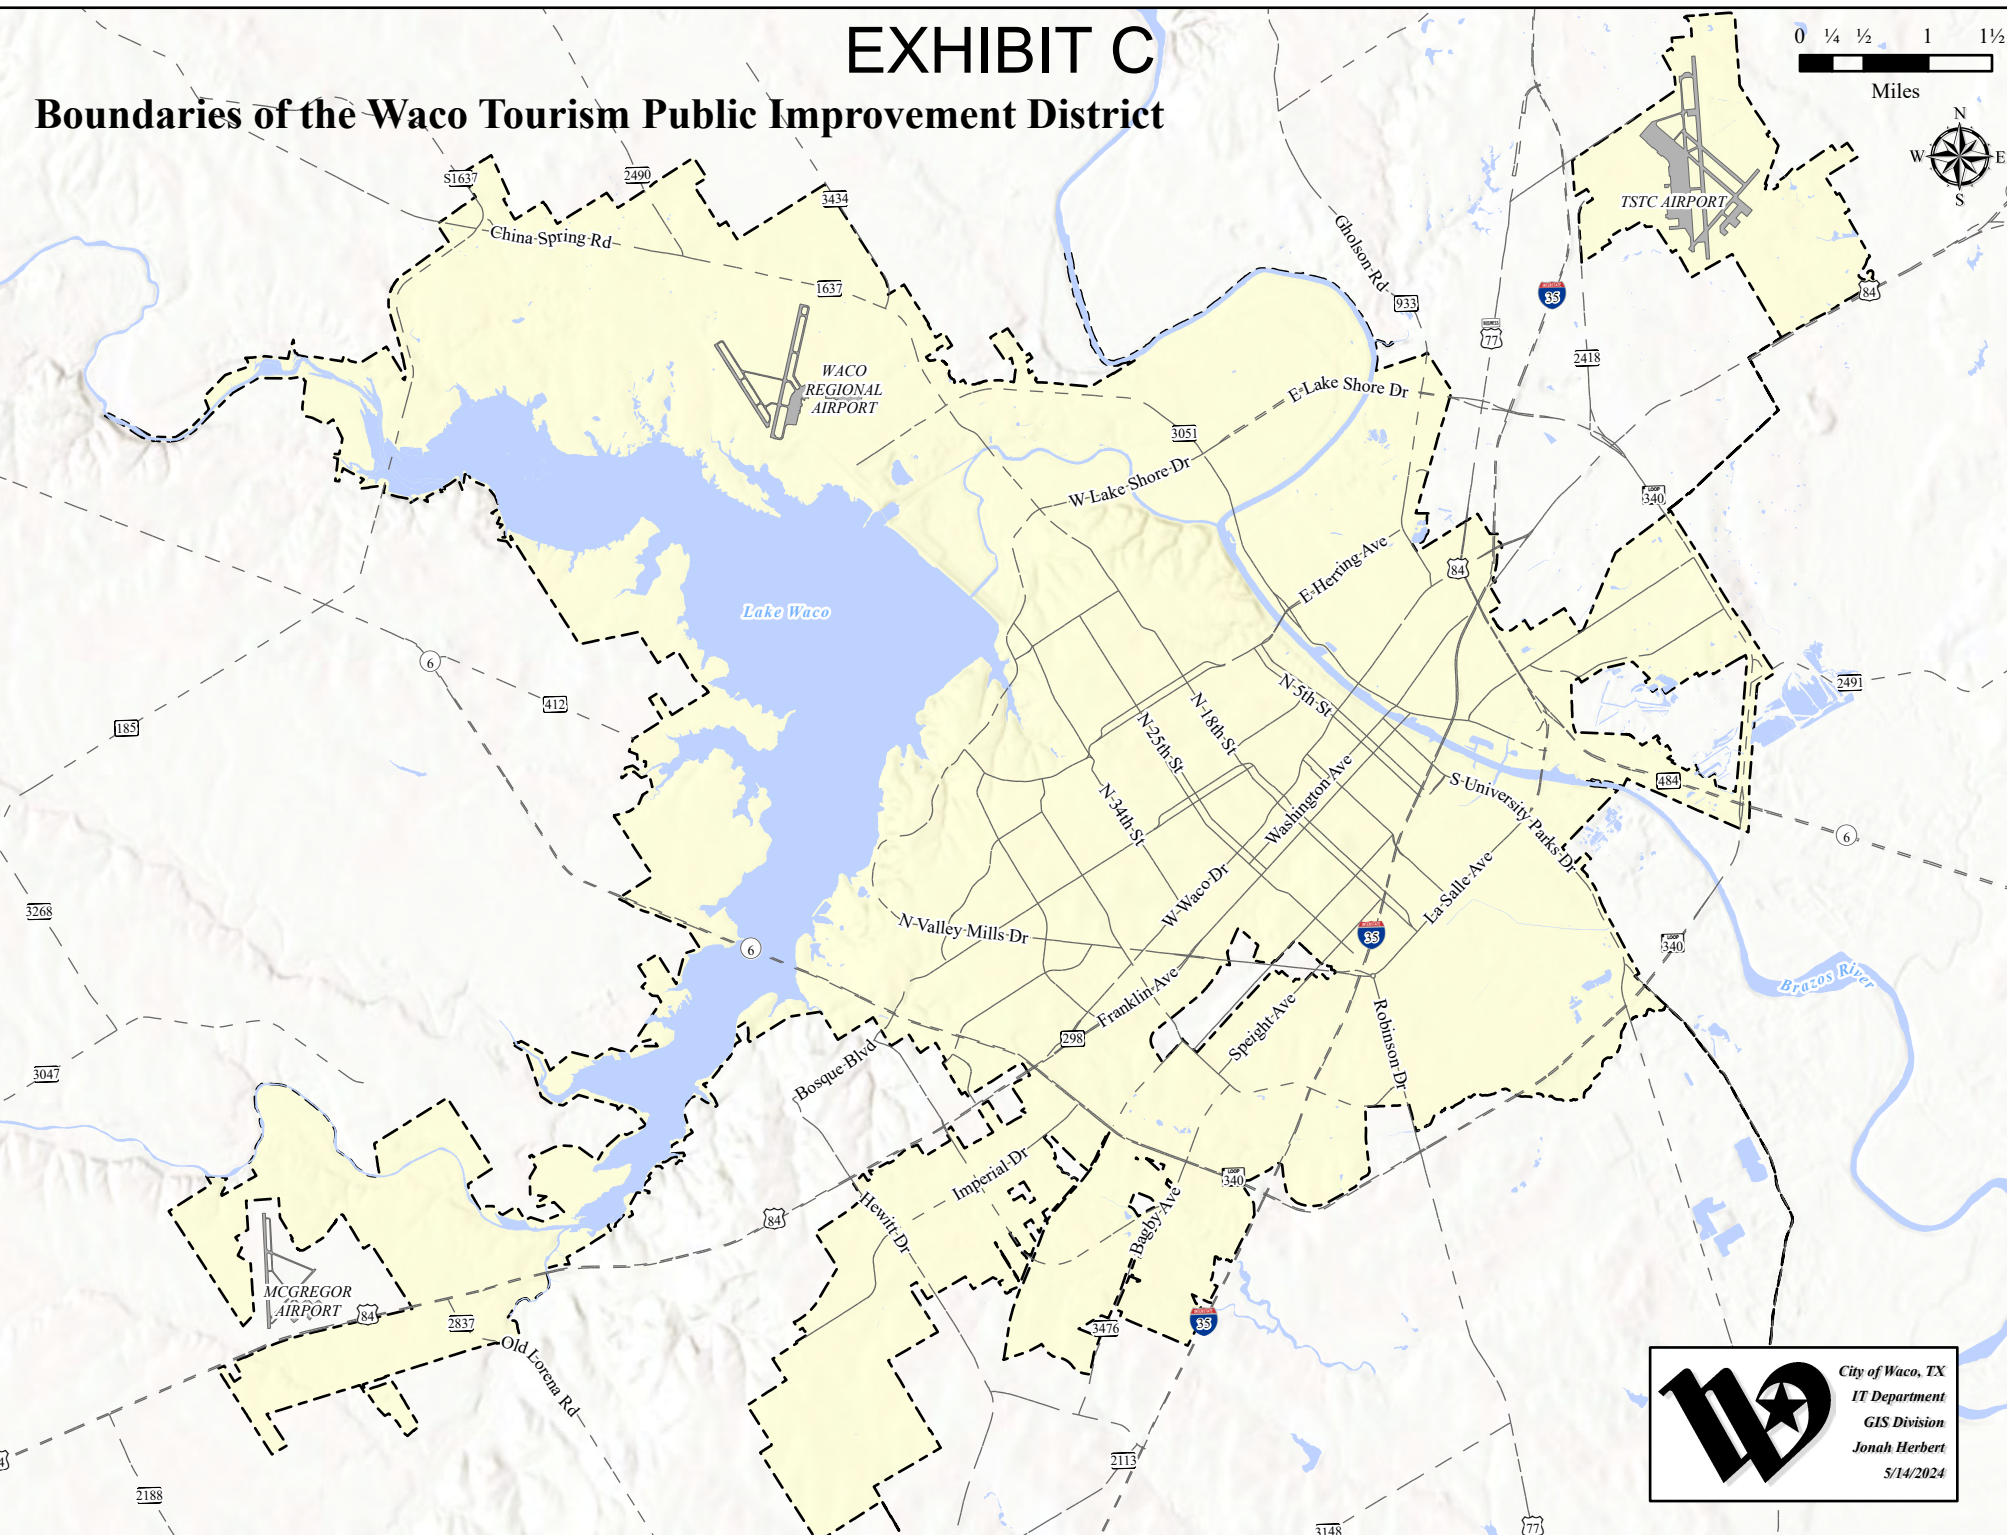 EXHIBIT C
Boundaries of the Waco Tourism Public Improvement District
0 ¼ ½ 1 1½
Miles
N
W E
S
S1637
2490
3434
China Spring Rd
1637
TSTC AIRPORT
Gholson Rd
933
35
84
77
2418
WACO
REGIONAL
AIRPORT
E Lake Shore Dr
3051
W Lake Shore Dr
LOOP
340
E Herring Ave
84
Lake Waco
6
412
185
N 5th St
N 18th St
N 25th St
N 34th St
Washington Ave
2491
484
S University Parks Dr
6
La Salle Ave
W Waco Dr
3268
N Valley Mills Dr
6
35
LOOP
340
Brazos River
Franklin Ave
298
Speight Ave
Robinson Dr
Bosque Blvd
3047
Imperial Dr
LOOP
340
Hewitt Dr
84
Bagby Ave
MCGREGOR
AIRPORT
84
2837
Old Lorena Rd
3476
35
2113
2188
3148
77
City of Waco, TX
IT Department
GIS Division
Jonah Herbert
5/14/2024